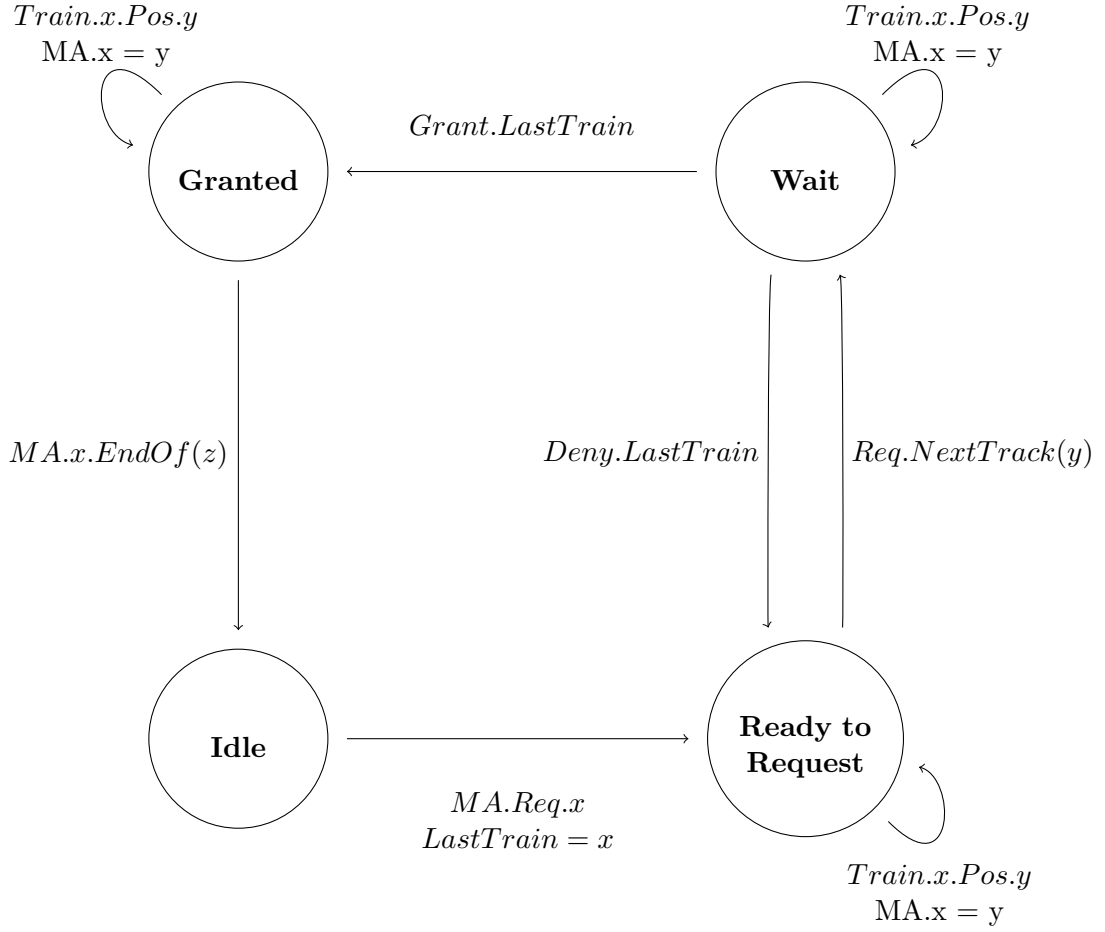 Train.x.Pos.y
MA.x = y
Train.x.Pos.y
MA.x = y
Grant.LastTrain
Granted
Wait
MA.x.EndOf(z)
Deny.LastTrain
Req.NextTrack(y)
Idle
Ready to
Request
MA.Req.x
LastTrain = x
Train.x.Pos.y
MA.x = y